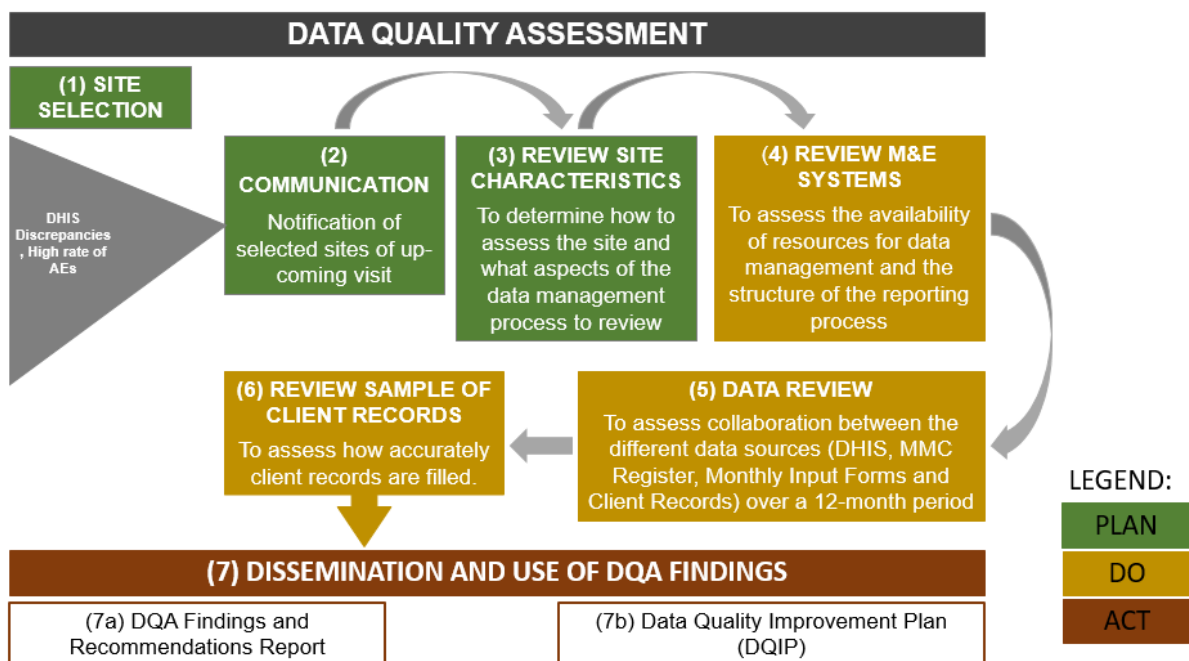 DATA QUALITY ASSESSMENT
(1) SITE
SELECTION
DHIS
Discrepancies
, High rate of
AEs
(2)
COMMUNICATION
Notification of
selected sites of up-
coming visit
(3) REVIEW SITE
CHARACTERISTICS
To determine how to
assess the site and
what aspects of the
data management
process to review
(4) REVIEW M&E
SYSTEMS
To assess the availability
of resources for data
management and the
structure of the reporting
process
(5) DATA REVIEW
To assess collaboration between the
different data sources (DHIS, MMC
Register, Monthly Input Forms and
Client Records) over a 12-month period
(6) REVIEW SAMPLE OF
CLIENT RECORDS
To assess how accurately
client records are filled.
(7) DISSEMINATION AND USE OF DQA FINDINGS
(7a) DQA Findings and
Recommendations Report
(7b) Data Quality Improvement Plan
(DQIP)
LEGEND:
PLAN
DO
ACT